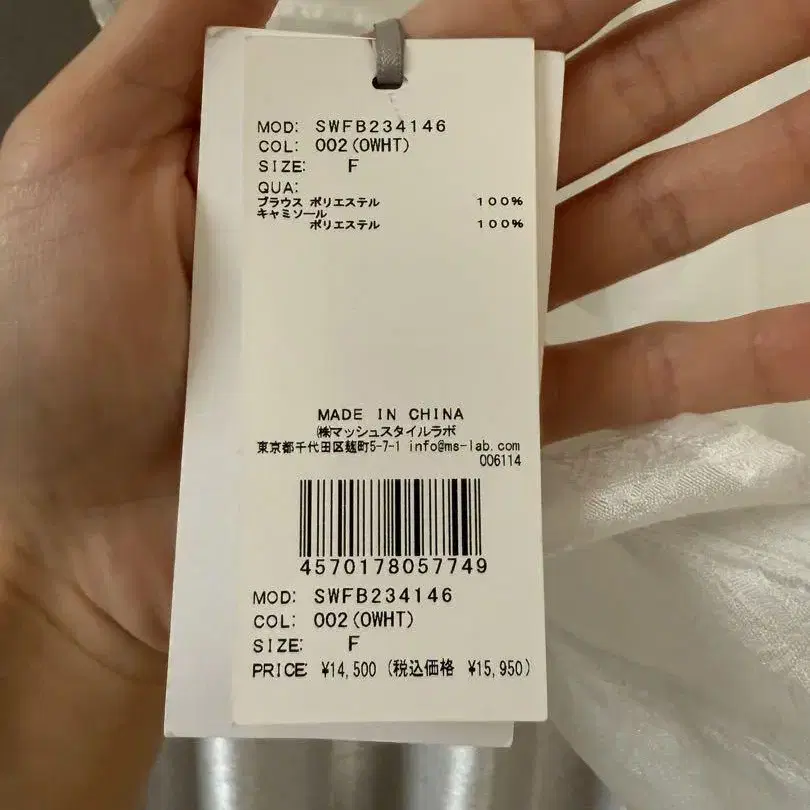 MOD: SWFB234146
COL: 002(OWHT)
SIZE: F
QUA:
ブラウス ポリエステル 100%
キャミソール
ポリエステル 100%
MADE IN CHINA
㈱マッシュスタイルラボ
東京都千代田区麹町5-7-1 info@ms-lab.com
006114
4570178057749
MOD: SWFB234146
COL: 002(OWHT)
SIZE: F
PRICE: ¥14,500 (税込価格 ¥15,950)